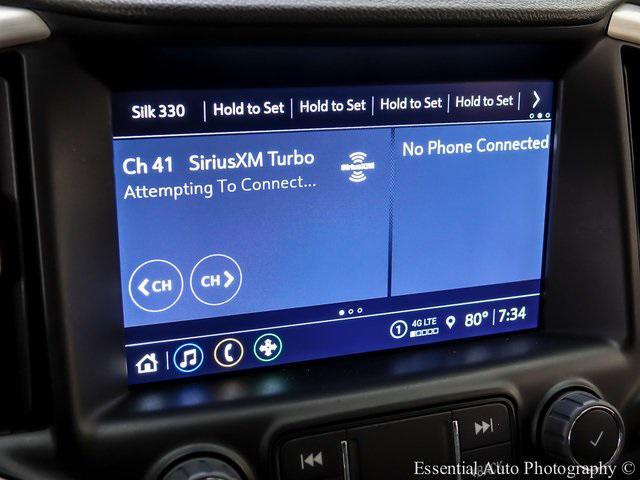 Silk 330 Hold to Set Hold to Set Hold to Set Hold to Set
Ch 41 SiriusXM Turbo
Attempting To Connect...
No Phone Connected
CH CH
1 4G LTE 80° 7:34
Essential Auto Photography ©